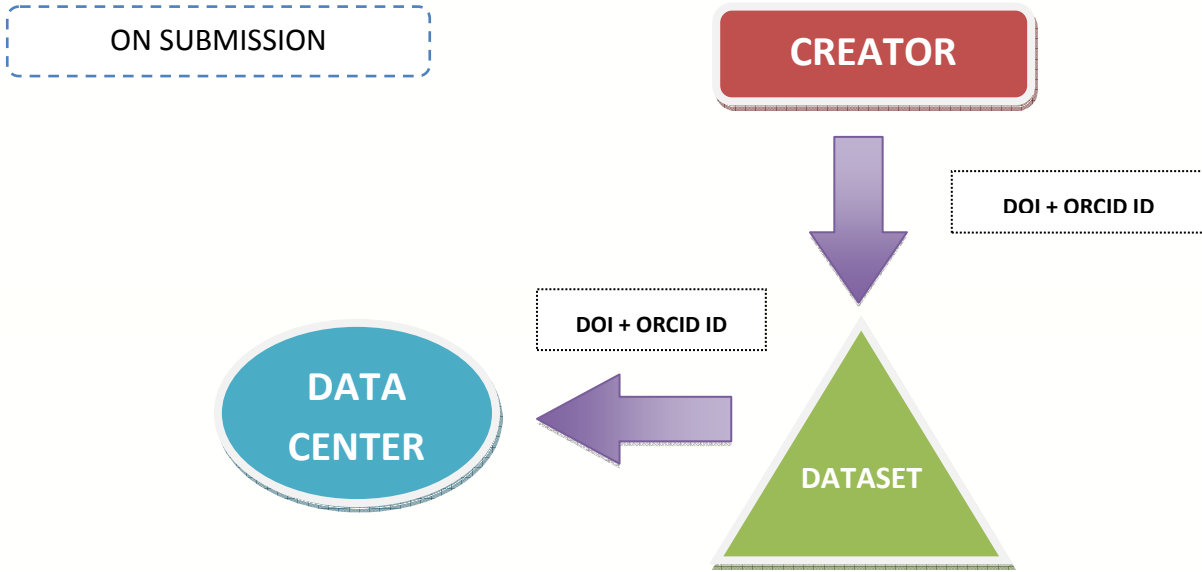 ON SUBMISSION
CREATOR
DOI + ORCID ID
DOI + ORCID ID
DATA
CENTER
DATASET